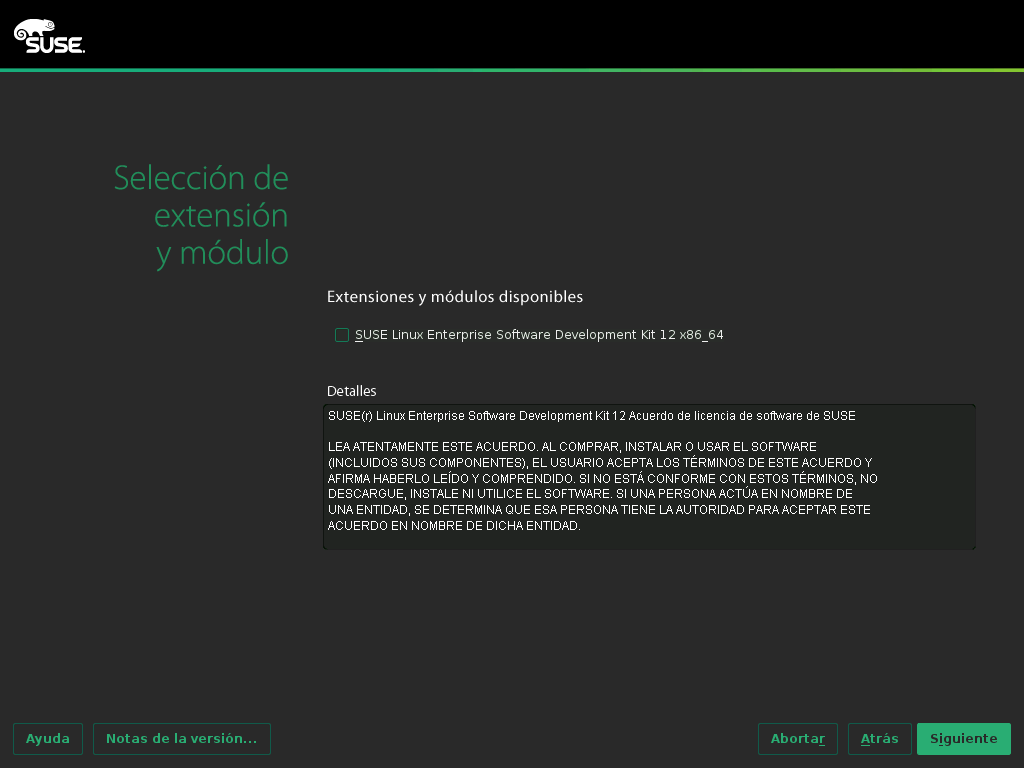 SUSE.
Selección de
extensión
y módulo
Extensiones y módulos disponibles
SUSE Linux Enterprise Software Development Kit 12 x86_64
Detalles
SUSE(r) Linux Enterprise Software Development Kit 12 Acuerdo de licencia de software de SUSE
LEA ATENTAMENTE ESTE ACUERDO. AL COMPRAR, INSTALAR O USAR EL SOFTWARE
(INCLUIDOS SUS COMPONENTES), EL USUARIO ACEPTA LOS TÉRMINOS DE ESTE ACUERDO Y
AFIRMA HABERLO LEÍDO Y COMPRENDIDO. SI NO ESTÁ CONFORME CON ESTOS TÉRMINOS, NO
DESCARGUE, INSTALE NI UTILICE EL SOFTWARE. SI UNA PERSONA ACTÚA EN NOMBRE DE
UNA ENTIDAD, SE DETERMINA QUE ESA PERSONA TIENE LA AUTORIDAD PARA ACEPTAR ESTE
ACUERDO EN NOMBRE DE DICHA ENTIDAD.
Ayuda
Notas de la versión...
Abortar
Atrás
Siguiente